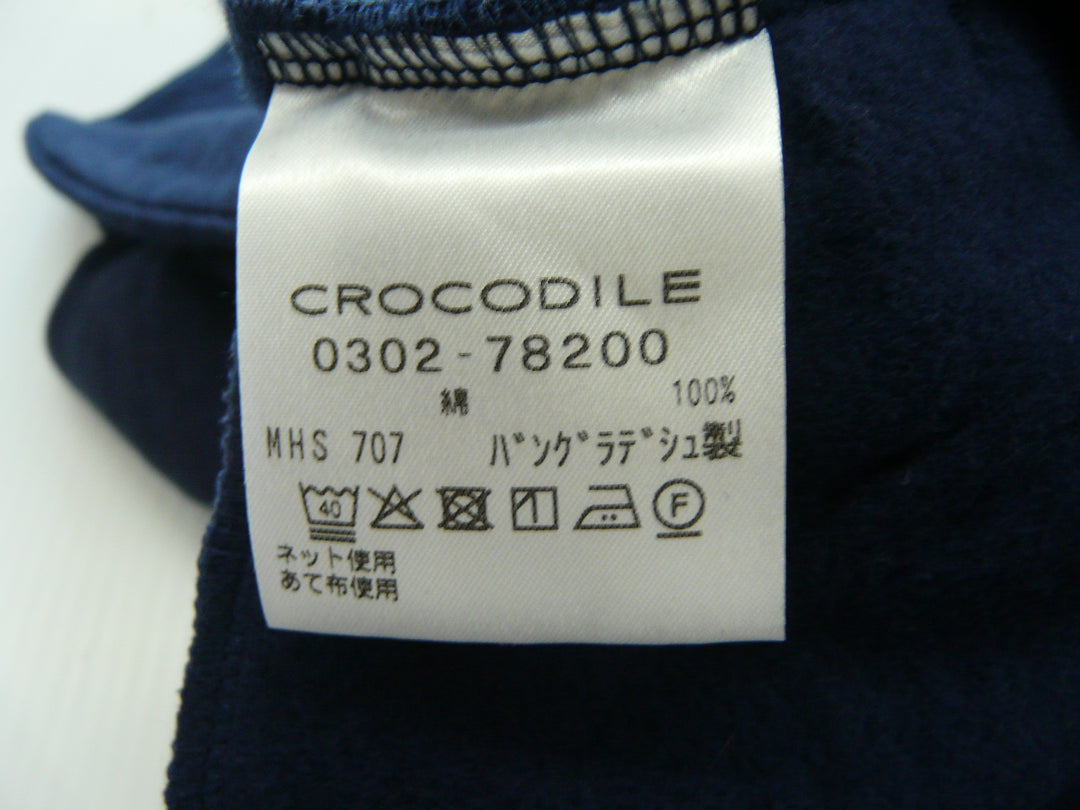 CROCODILE
0302-78200
綿 100%
MHS 707 バングラデシュ製
40 F
ネット使用
あて布使用